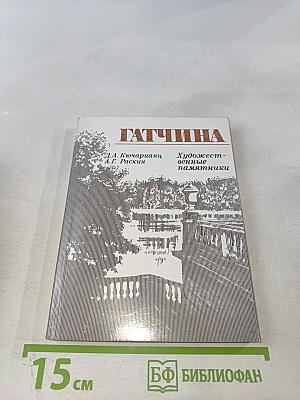 ГАТЧИНА
Д.А. Кючарианц
А.Г. Раскин
Художест-
венные
памятники
15 см
БФ БИБЛИОФАН